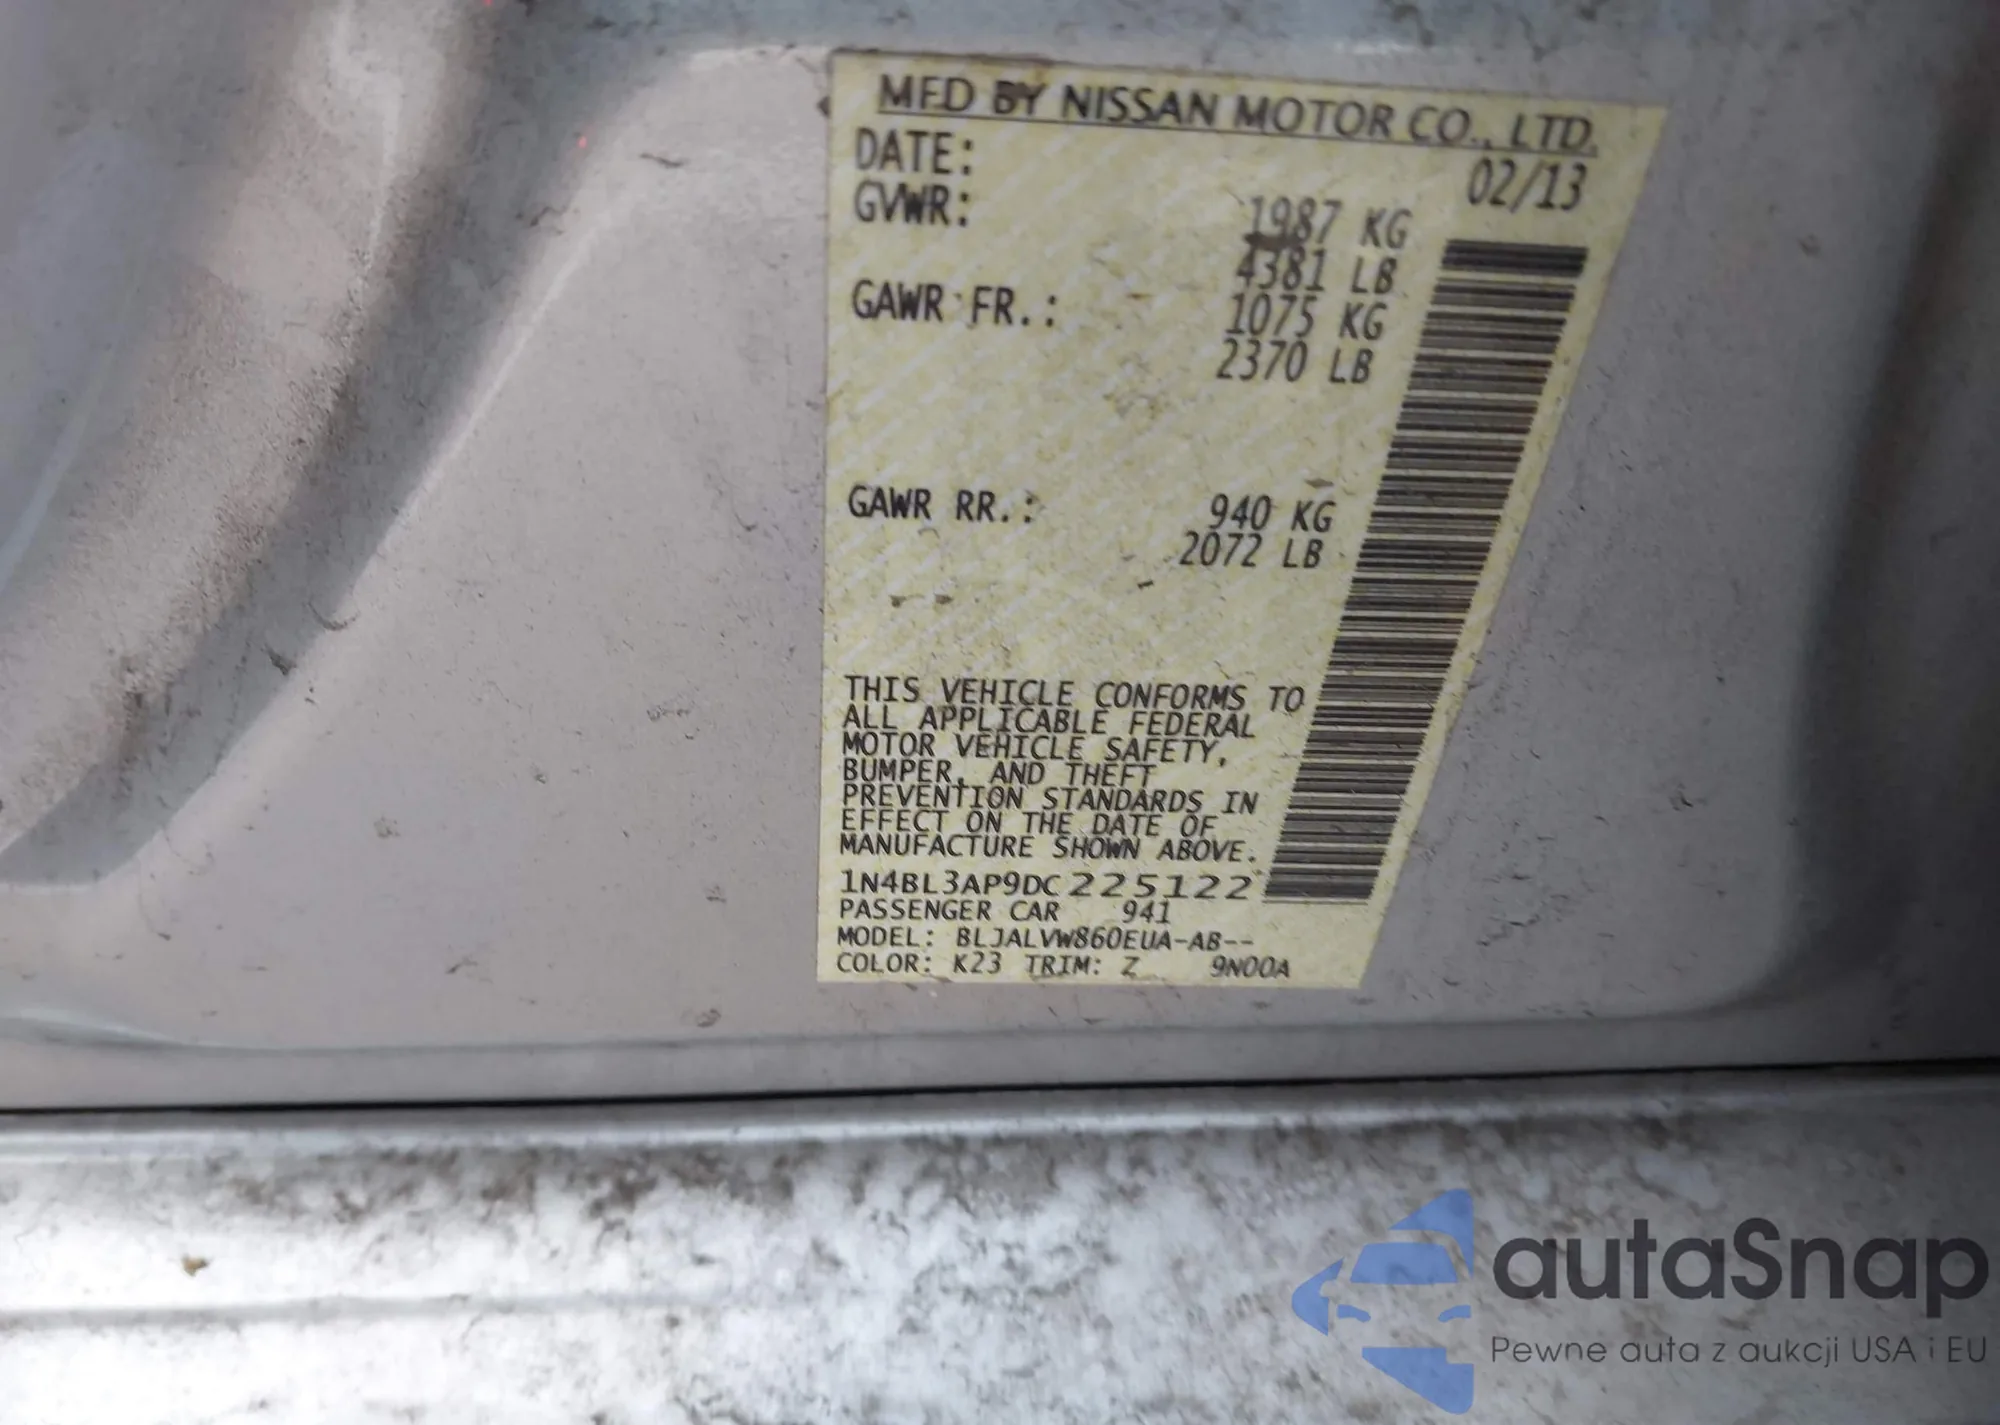 MFD BY NISSAN MOTOR CO., LTD.
DATE: 02/13
GVWR: 1987 KG
4381 LB
GAWR FR.: 1075 KG
2370 LB
GAWR RR.: 940 KG
2072 LB
THIS VEHICLE CONFORMS TO
ALL APPLICABLE FEDERAL
MOTOR VEHICLE SAFETY,
BUMPER, AND THEFT
PREVENTION STANDARDS IN
EFFECT ON THE DATE OF
MANUFACTURE SHOWN ABOVE.
1N4BL3AP9DC225122
PASSENGER CAR 941
MODEL: BLJALVW860EUA-AB--
COLOR: K23 TRIM: Z 9N00A
autaSnap
Pewne auta z aukcji USA i EU